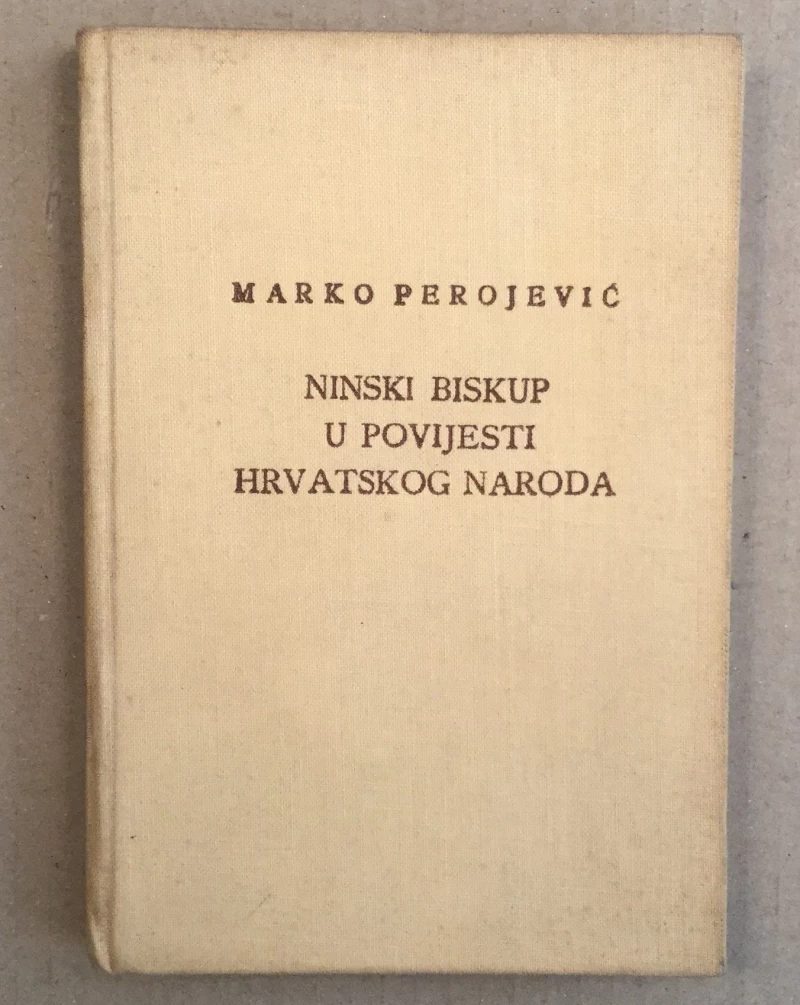 MARKO PEROJEVIĆ
NINSKI BISKUP
U POVIJESTI
HRVATSKOG NARODA